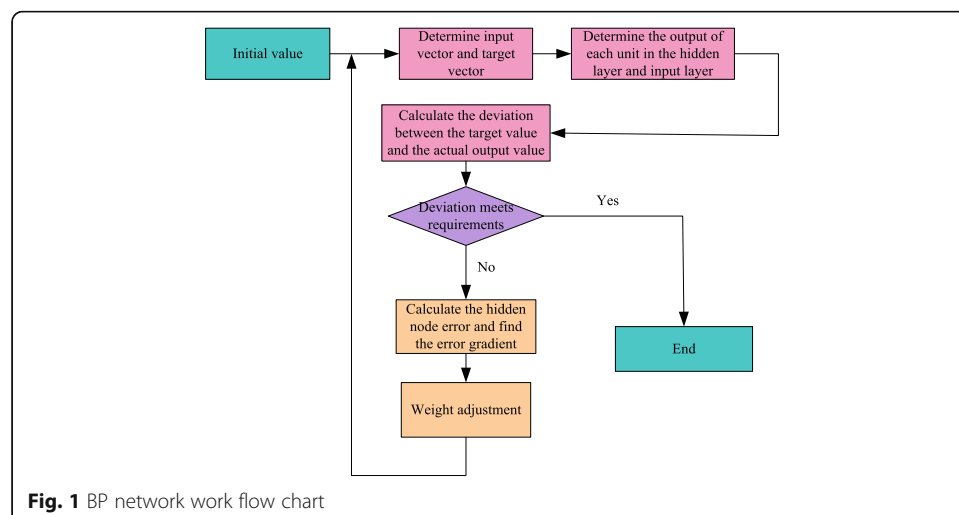 Initial value
Determine input
vector and target
vector
Determine the output of
each unit in the hidden
layer and input layer
Calculate the deviation
between the target value
and the actual output value
Deviation meets
requirements
Yes
No
Calculate the hidden
node error and find
the error gradient
End
Weight adjustment
Fig. 1 BP network work flow chart